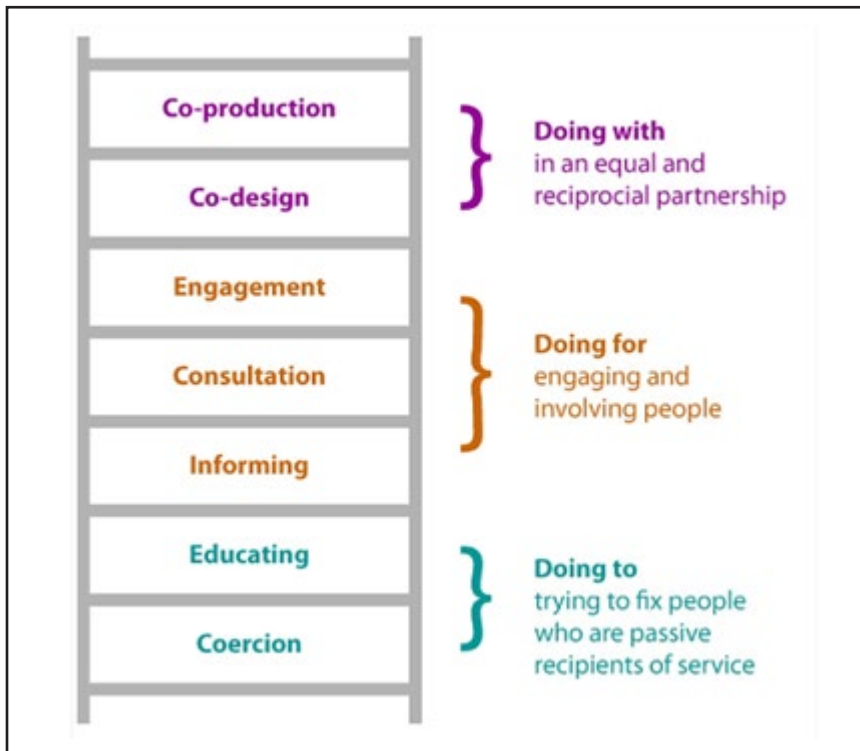 Co-production
Co-design
Doing with
in an equal and
reciprocial partnership
Engagement
Consultation
Informing
Doing for
engaging and
involving people
Educating
Coercion
Doing to
trying to fix people
who are passive
recipients of service